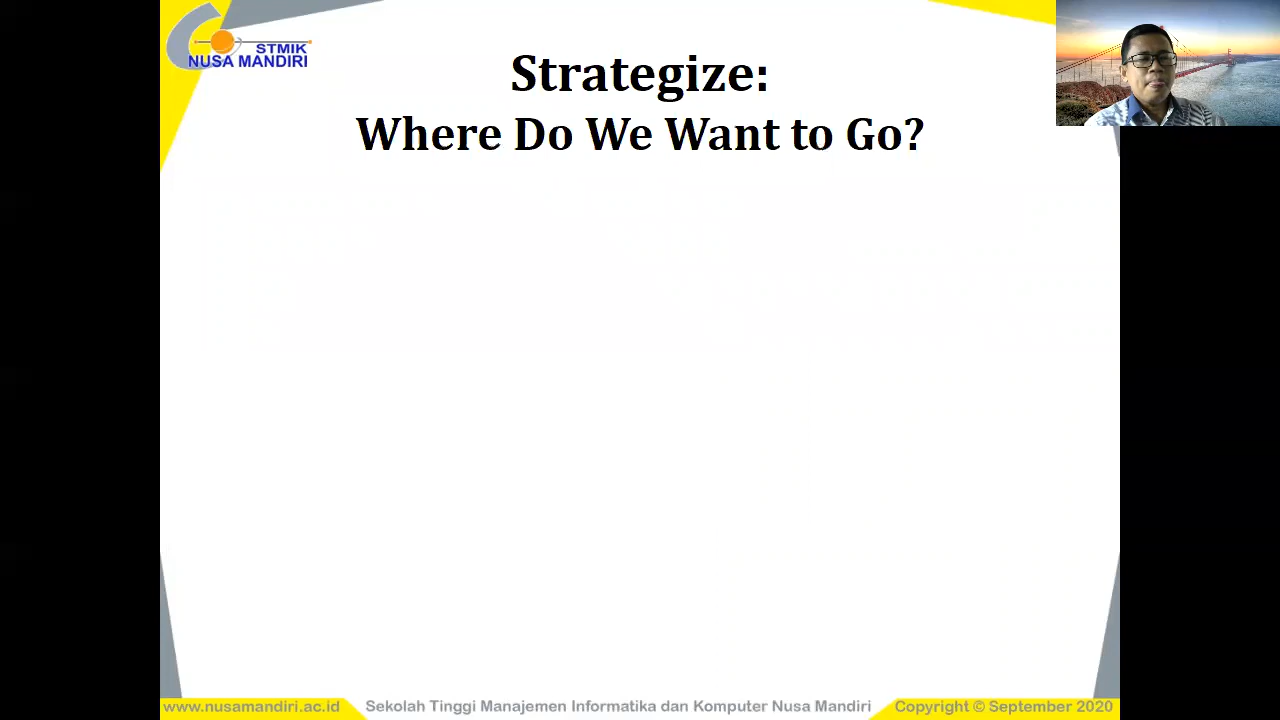 STMIK
NUSA MANDIRI
Strategize:
Where Do We Want to Go?
www.nusamandiri.ac.id
Sekolah Tinggi Manajemen Informatika dan Komputer Nusa Mandiri
Copyright © September 2020